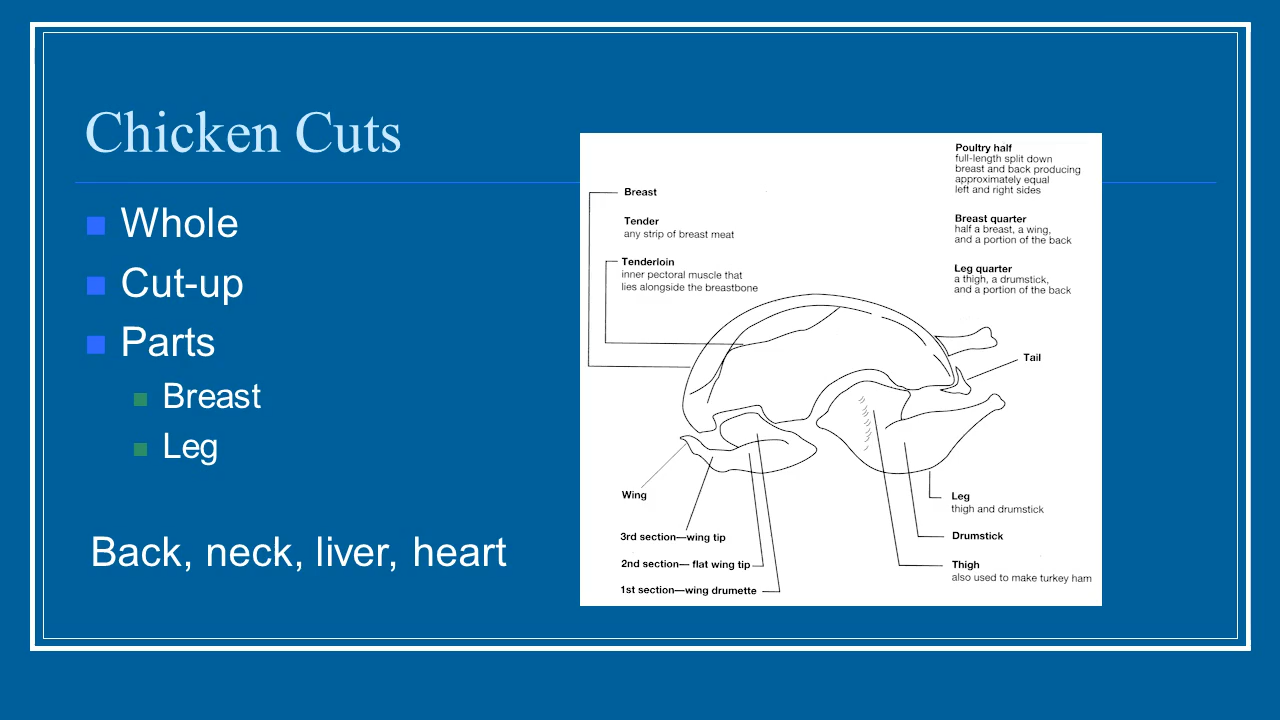 Chicken Cuts
Whole
Cut-up
Parts
Breast
Leg
Back, neck, liver, heart
Breast
Tender
any strip of breast meat
Tenderloin
inner pectoral muscle that
lies alongside the breastbone
Poultry half
full-length split down
breast and back producing
approximately equal
left and right sides
Breast quarter
half a breast, a wing,
and a portion of the back
Leg quarter
a thigh, a drumstick,
and a portion of the back
Tail
Wing
3rd section—wing tip
2nd section— flat wing tip
1st section—wing drumette
Leg
thigh and drumstick
Drumstick
Thigh
also used to make turkey ham